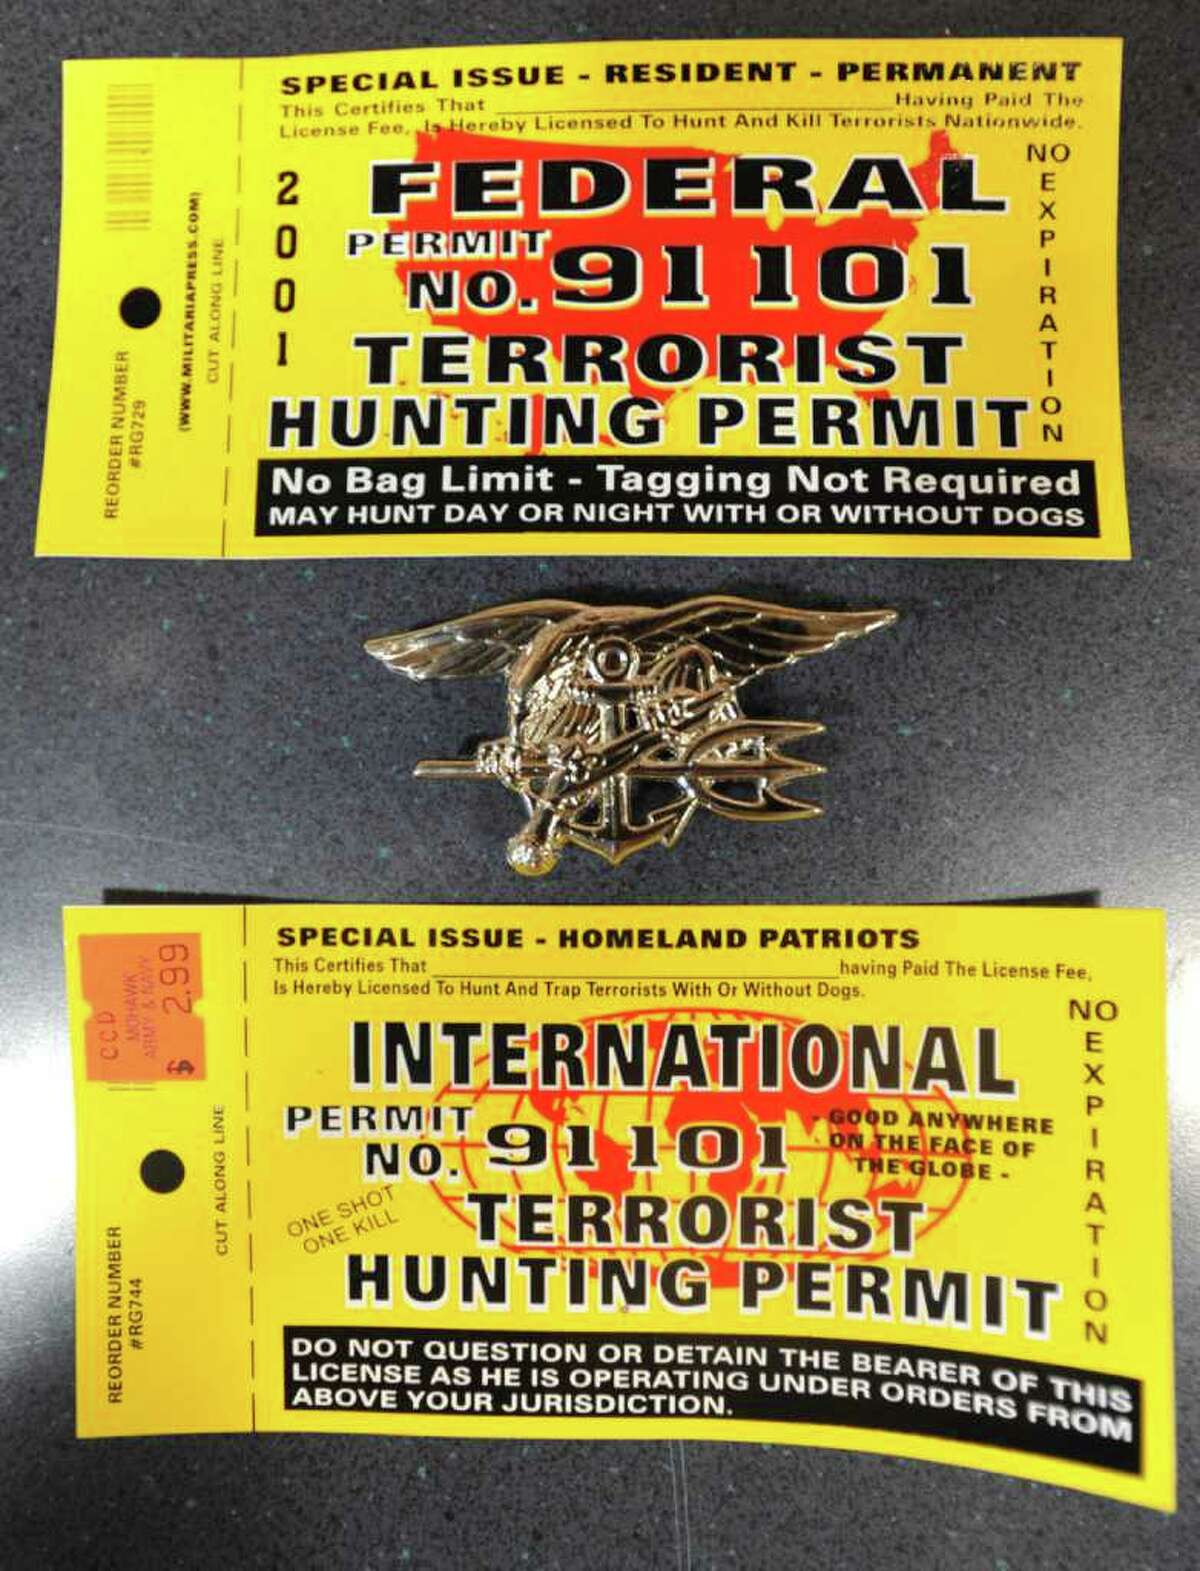 SPECIAL ISSUE - RESIDENT - PERMANENT
This Certifies That Having Paid The
License Fee, Is Hereby Licensed To Hunt And Kill Terrorists Nationwide.
2001
FEDERAL
PERMIT
NO. 91101
TERRORIST
HUNTING PERMIT
NO EXPIRATION
No Bag Limit - Tagging Not Required
MAY HUNT DAY OR NIGHT WITH OR WITHOUT DOGS
REORDER NUMBER
#RG729
(WWW.MILITARIAPRESS.COM)
CUT ALONG LINE
SPECIAL ISSUE - HOMELAND PATRIOTS
This Certifies That having Paid The License Fee,
Is Hereby Licensed To Hunt And Trap Terrorists With Or Without Dogs.
INTERNATIONAL
PERMIT
NO. 91101
- GOOD ANYWHERE
ON THE FACE OF
THE GLOBE -
ONE SHOT
ONE KILL
TERRORIST
HUNTING PERMIT
NO EXPIRATION
DO NOT QUESTION OR DETAIN THE BEARER OF THIS
LICENSE AS HE IS OPERATING UNDER ORDERS FROM
ABOVE YOUR JURISDICTION.
CCD
MOHAWK
ARMY & NAVY
$ 2.99
REORDER NUMBER
#RG744
CUT ALONG LINE